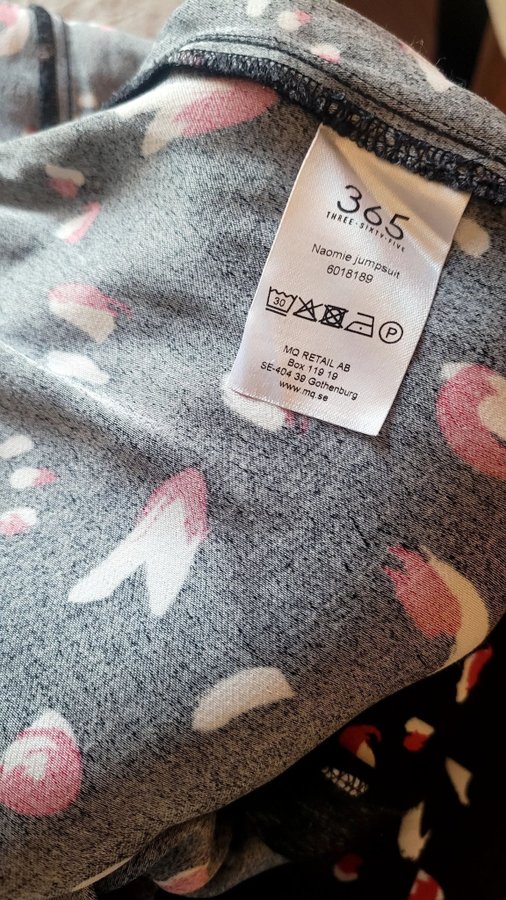 365
THREE-SIXTY-FIVE
Naomie jumpsuit
6018189
30
P
MQ RETAIL AB
Box 119 19
SE-404 39 Gothenburg
www.mq.se